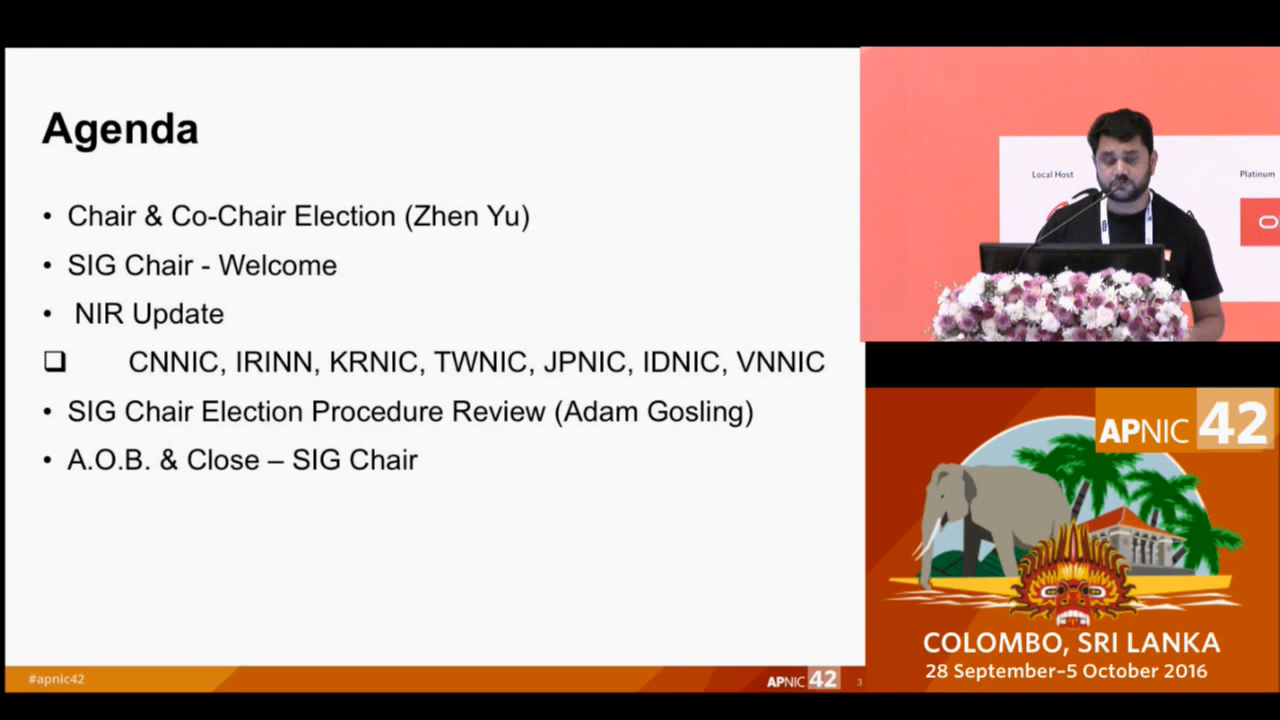 Agenda
• Chair & Co-Chair Election (Zhen Yu)
• SIG Chair - Welcome
• NIR Update
❑ CNNIC, IRINN, KRNIC, TWNIC, JPNIC, IDNIC, VNNIC
• SIG Chair Election Procedure Review (Adam Gosling)
• A.O.B. & Close – SIG Chair
#apnic42
APNIC 42
3
Local Host
Platinum
APNIC 42
COLOMBO, SRI LANKA
28 September–5 October 2016